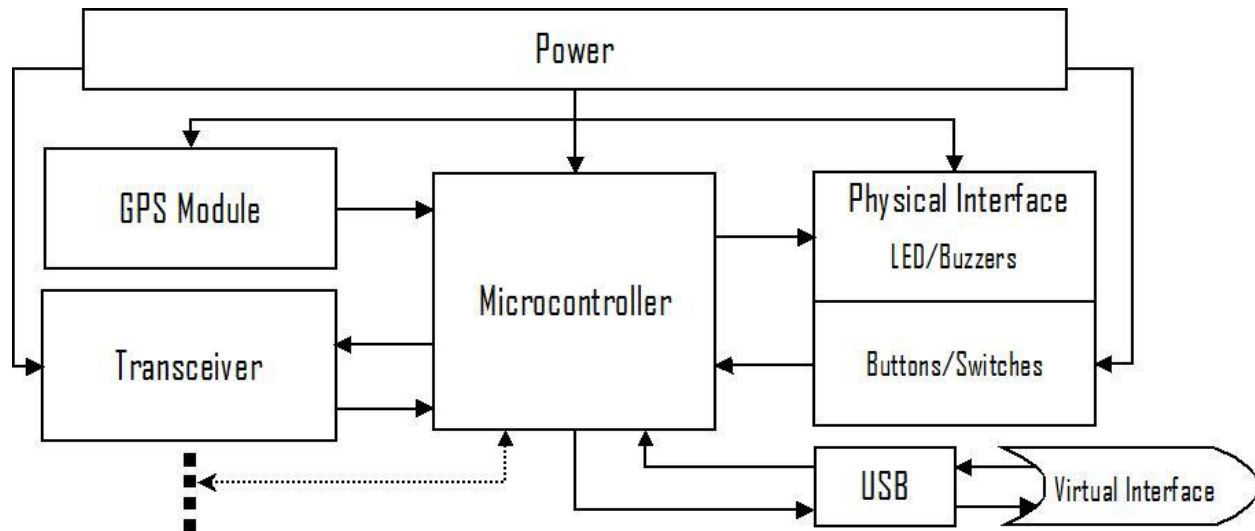 Power
GPS Module
Physical Interface
LED/Buzzers
Microcontroller
Transceiver
Buttons/Switches
USB
Virtual Interface